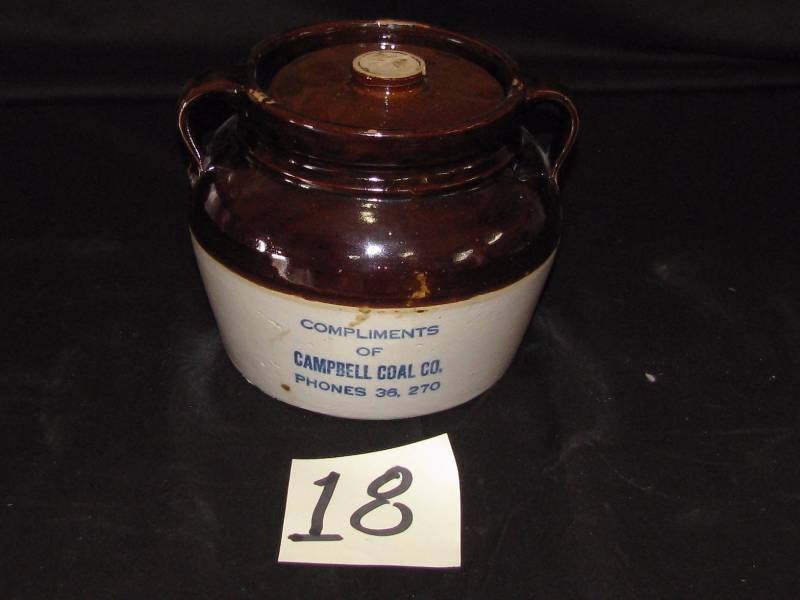 COMPLIMENTS
OF
CAMPBELL COAL CO.
PHONES 36, 270
18